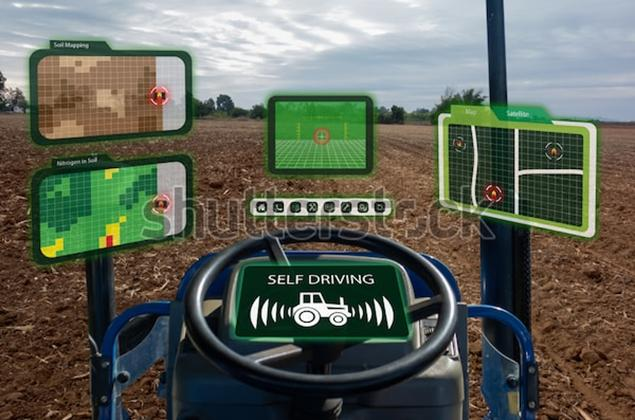 Soil Mapping
Map Satellite
Nitrogen in Soil
shutterstock
SELF DRIVING